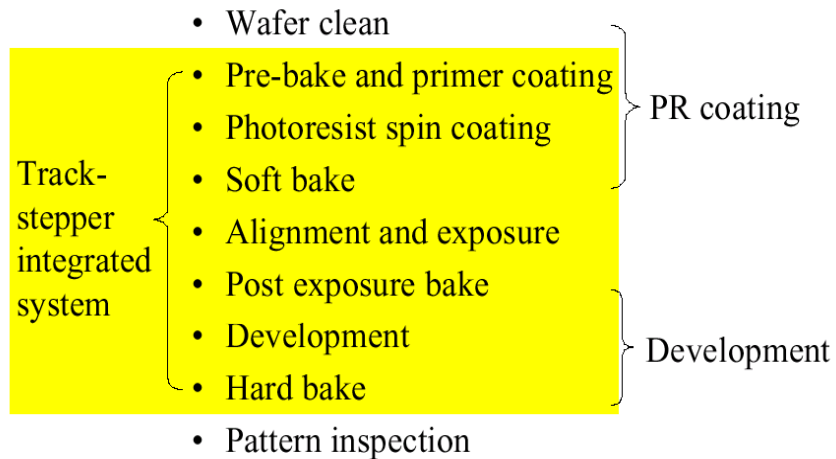 • Wafer clean
• Pre-bake and primer coating
• Photoresist spin coating
• Soft bake
• Alignment and exposure
• Post exposure bake
• Development
• Hard bake
• Pattern inspection
Track-
stepper
integrated
system
PR coating
Development